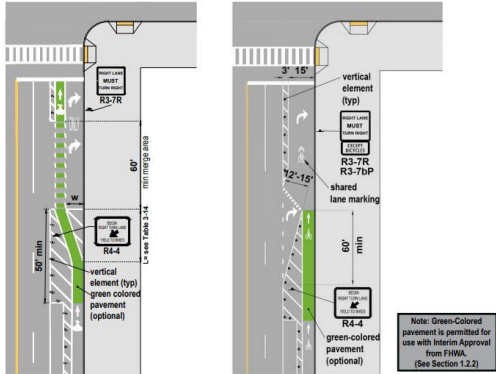 RIGHT LANE
MUST
TURN RIGHT
R3-7R
60'
min merge area
W
L= see Table 3-14
50' min
BEGIN
RIGHT TURN LANE
YIELD TO BIKES
R4-4
vertical
element (typ)
green colored
pavement
(optional)
3' 15'
vertical
element
(typ)
RIGHT LANE
MUST
TURN RIGHT
EXCEPT
BICYCLES
R3-7R
R3-7bP
12'-15'
shared
lane marking
60'
min
BEGIN
RIGHT TURN LANE
YIELD TO BIKES
R4-4
green-colored
pavement
(optional)
Note: Green-Colored
pavement is permitted for
use with Interim Approval
from FHWA.
(See Section 1.2.2)